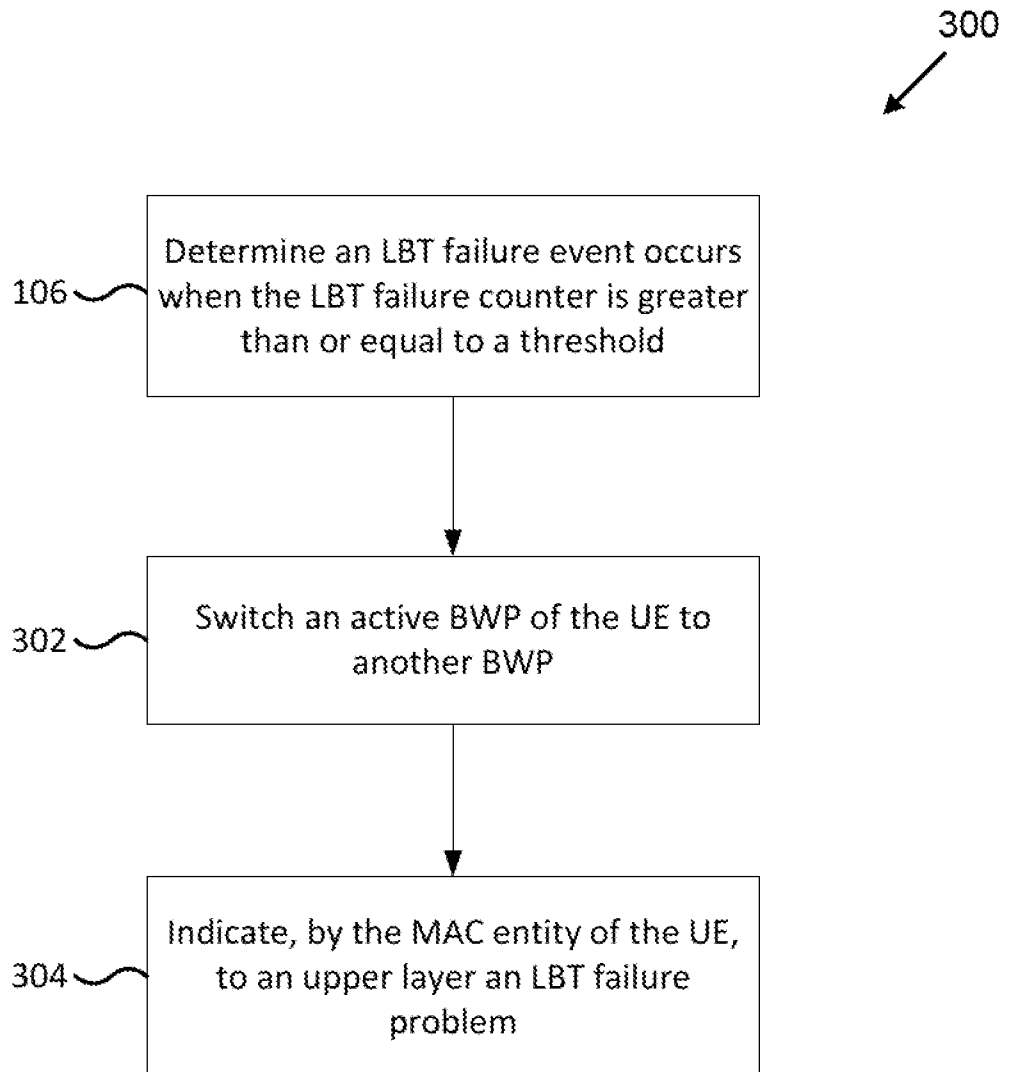 300
106
Determine an LBT failure event occurs
when the LBT failure counter is greater
than or equal to a threshold
302
Switch an active BWP of the UE to
another BWP
304
Indicate, by the MAC entity of the UE,
to an upper layer an LBT failure
problem